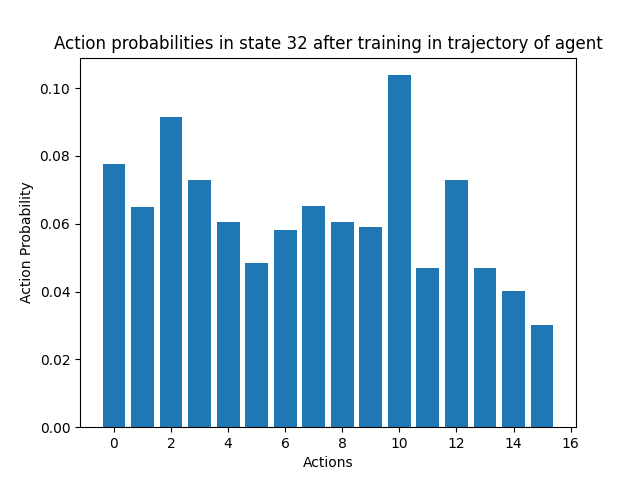 Action probabilities in state 32 after training in trajectory of agent
Action Probability
0.10
0.08
0.06
0.04
0.02
0.00
0 2 4 6 8 10 12 14 16
Actions